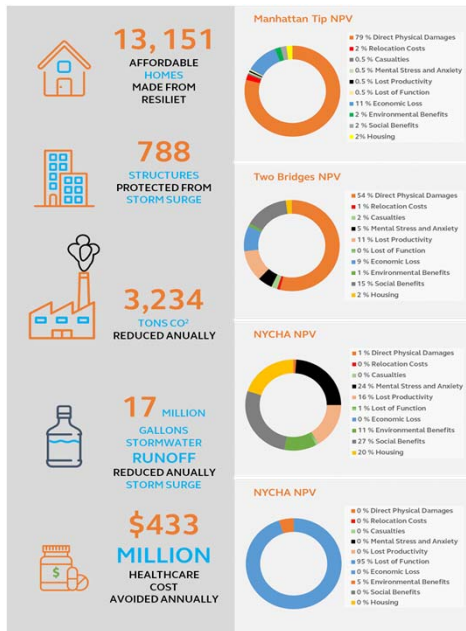 13, 151
AFFORDABLE
HOMES
MADE FROM
RESILIET
788
STRUCTURES
PROTECTED FROM
STORM SURGE
3,234
TONS CO²
REDUCED ANUALLY
17 MILLION
GALLONS
STORMWATER
RUNOFF
REDUCED ANUALLY
STORM SURGE
$
$433
MILLION
HEALTHCARE
COST
AVOIDED ANNUALLY
Manhattan Tip NPV
79 % Direct Physical Damages
2 % Relocation Costs
0.5 % Casualties
0.5 % Mental Stress and Anxiety
0.5 % Lost Productivity
0.5 % Lost of Function
11 % Economic Loss
2 % Environmental Benefits
2 % Social Benefits
2% Housing
Two Bridges NPV
54 % Direct Physical Damages
1 % Relocation Costs
2 % Casualties
5 % Mental Stress and Anxiety
11 % Lost Productivity
0 % Lost of Function
9 % Economic Loss
1 % Environmental Benefits
15 % Social Benefits
2 % Housing
NYCHA NPV
1 % Direct Physical Damages
0 % Relocation Costs
0 % Casualties
24 % Mental Stress and Anxiety
16 % Lost Productivity
1 % Lost of Function
0 % Economic Loss
11 % Environmental Benefits
27 % Social Benefits
20 % Housing
NYCHA NPV
0 % Direct Physical Damages
0 % Relocation Costs
0 % Casualties
0 % Mental Stress and Anxiety
0 % Lost Productivity
95 % Lost of Function
0 % Economic Loss
5 % Environmental Benefits
0 % Social Benefits
0 % Housing